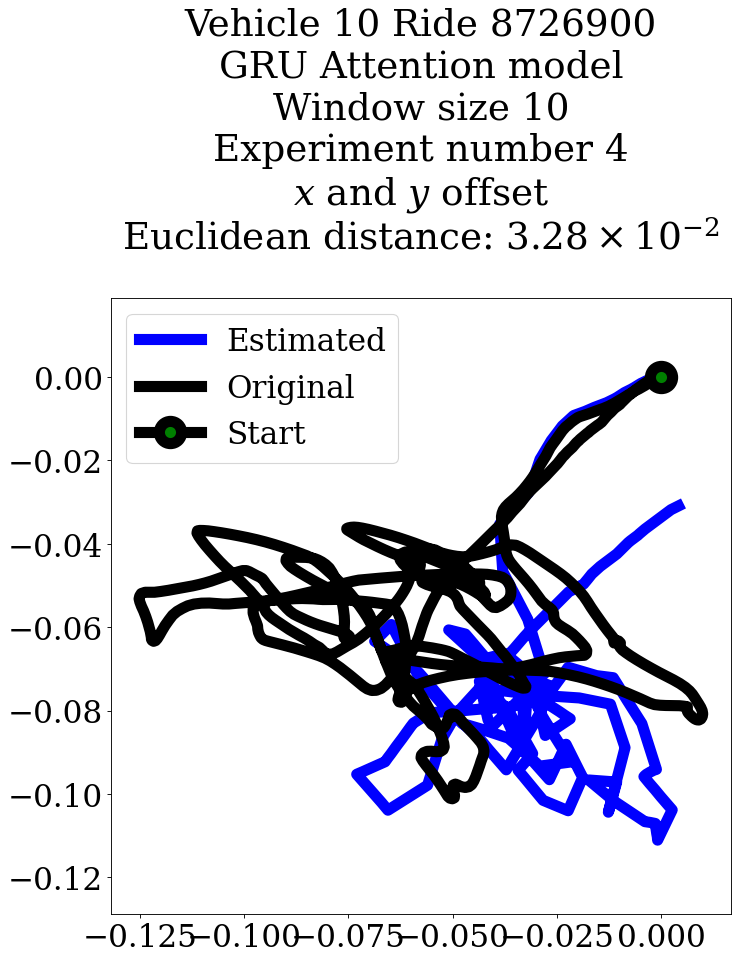 Vehicle 10 Ride 8726900
GRU Attention model
Window size 10
Experiment number 4
x and y offset
Euclidean distance: 3.28 × 10⁻²
Estimated
Original
Start
0.00
−0.02
−0.04
−0.06
−0.08
−0.10
−0.12
−0.125 −0.100 −0.075 −0.050 −0.025 0.000